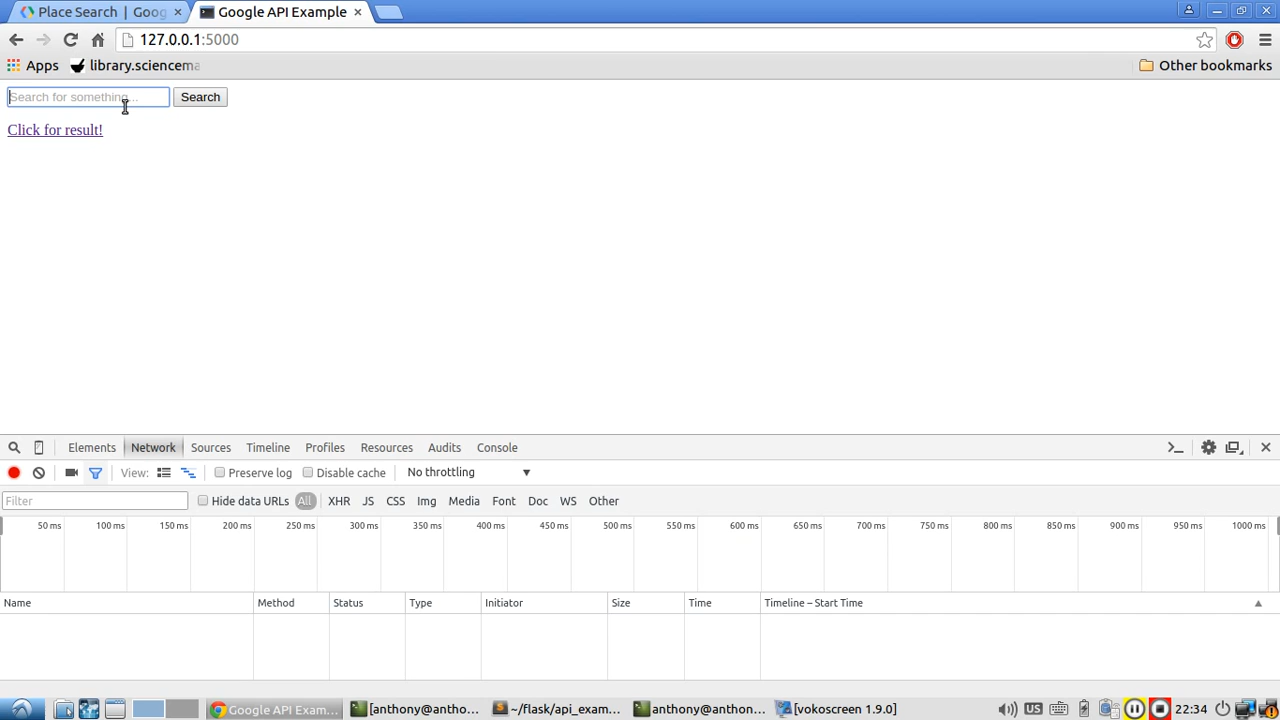 Place Search | Goog
Google API Example
127.0.0.1:5000
Apps
library.sciencema
Other bookmarks
Search for something...
Search
Click for result!
Elements Network Sources Timeline Profiles Resources Audits Console
View: Preserve log Disable cache No throttling
Filter Hide data URLs All XHR JS CSS Img Media Font Doc WS Other
50 ms 100 ms 150 ms 200 ms 250 ms 300 ms 350 ms 400 ms 450 ms 500 ms 550 ms 600 ms 650 ms 700 ms 750 ms 800 ms 850 ms 900 ms 950 ms 1000 ms
Name Method Status Type Initiator Size Time Timeline – Start Time
Google API Exam... [anthony@antho... ~/flask/api_exam... anthony@anthon... [vokoscreen 1.9.0] US 22:34